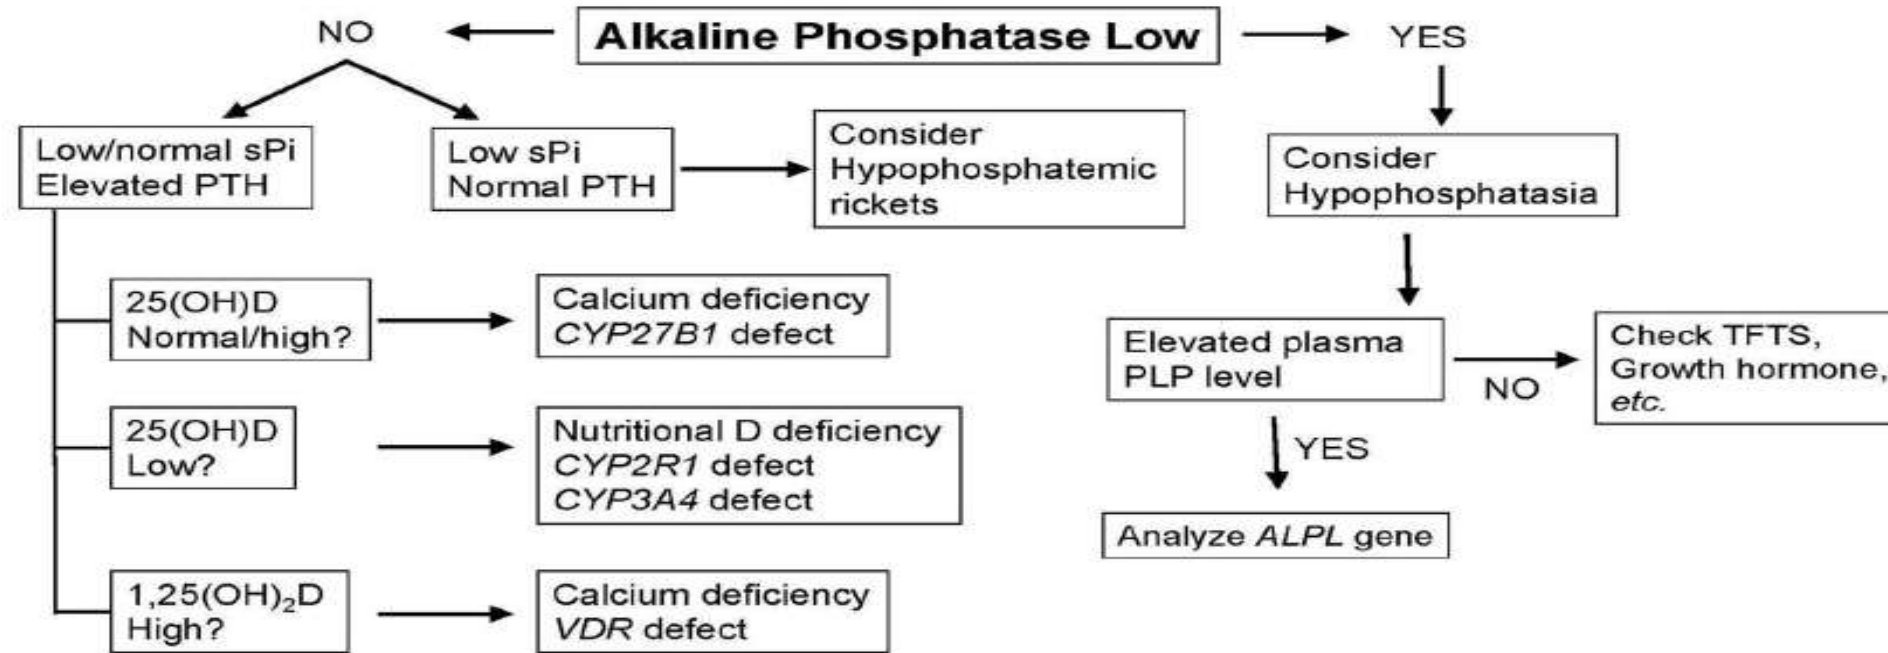 NO
Alkaline Phosphatase Low
YES
Low/normal sPi
Elevated PTH
Low sPi
Normal PTH
Consider
Hypophosphatemic
rickets
Consider
Hypophosphatasia
25(OH)D
Normal/high?
Calcium deficiency
CYP27B1 defect
Elevated plasma
PLP level
NO
Check TFTS,
Growth hormone,
etc.
25(OH)D
Low?
Nutritional D deficiency
CYP2R1 defect
CYP3A4 defect
YES
Analyze ALPL gene
1,25(OH)₂D
High?
Calcium deficiency
VDR defect